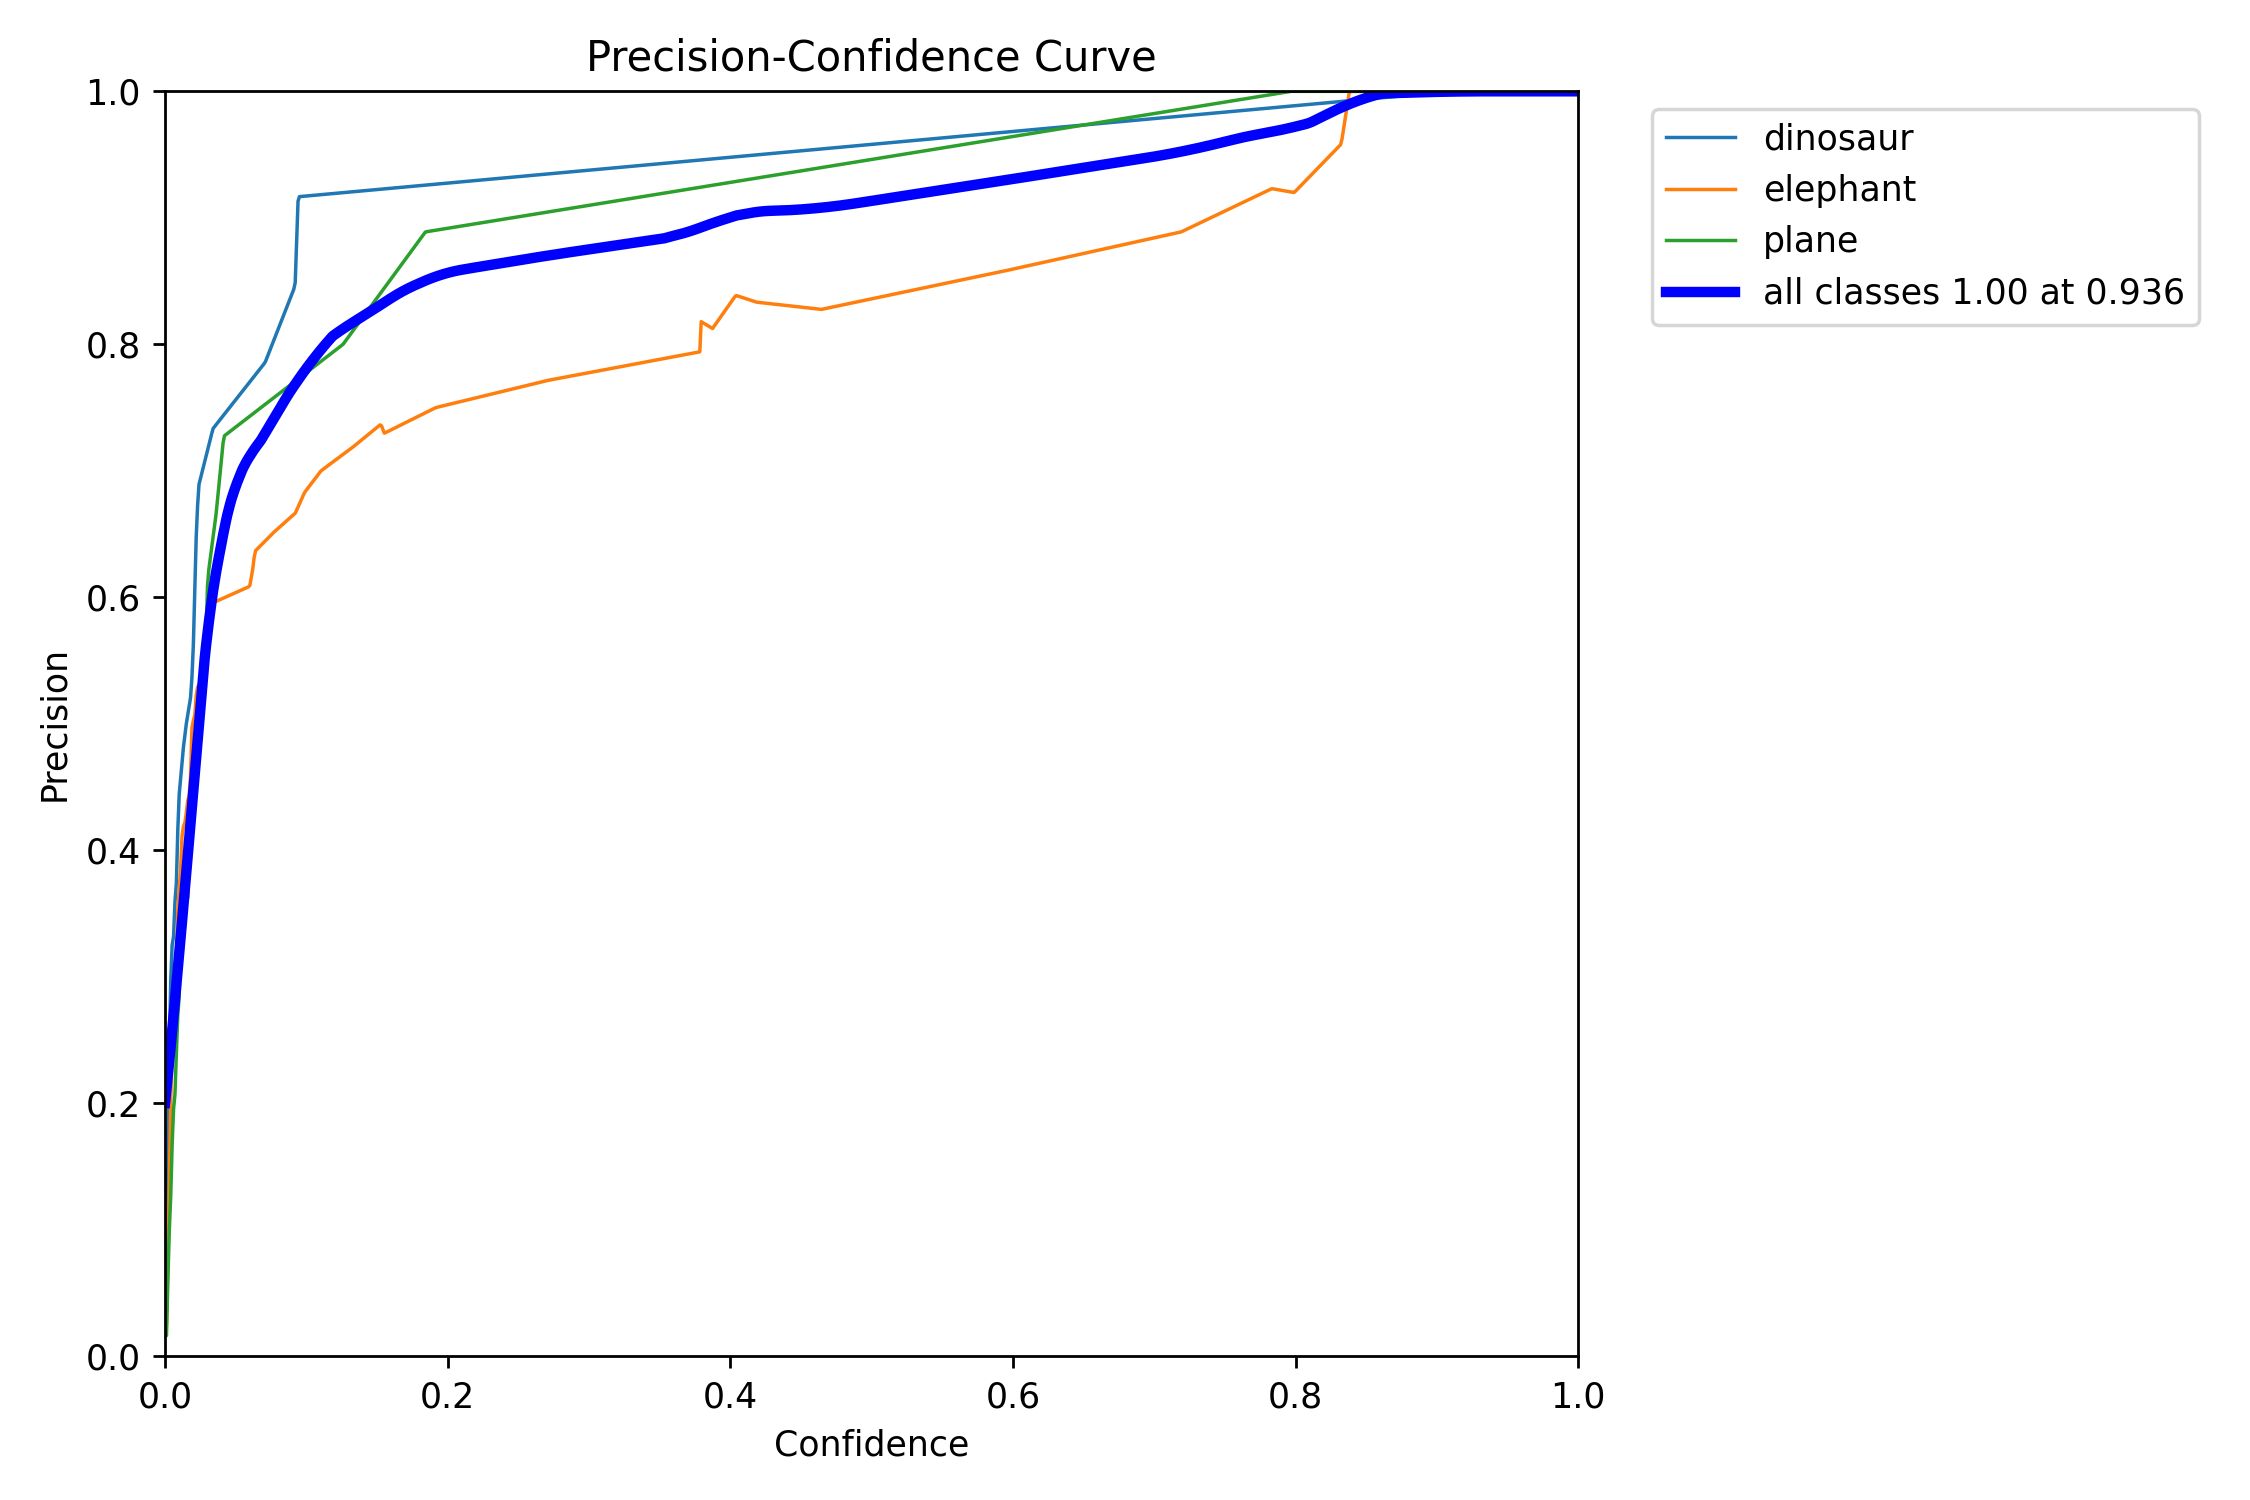 Precision-Confidence Curve
1.0
0.8
0.6
0.4
0.2
0.0
Precision
0.0 0.2 0.4 0.6 0.8 1.0
Confidence
dinosaur
elephant
plane
all classes 1.00 at 0.936